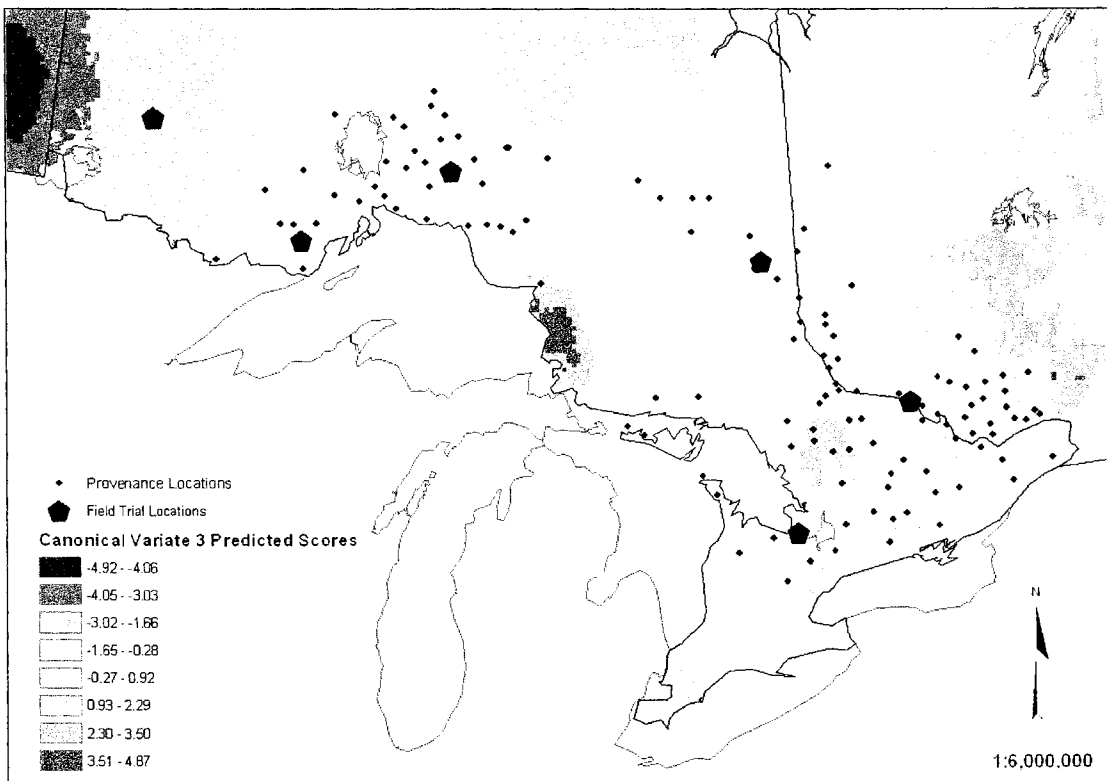 Provenance Locations
Field Trial Locations
Canonical Variate 3 Predicted Scores
-4.92 - -4.06
-4.05 - -3.03
-3.02 - -1.66
-1.65 - -0.28
-0.27 - 0.92
0.93 - 2.29
2.30 - 3.50
3.51 - 4.87
N
1:6,000,000